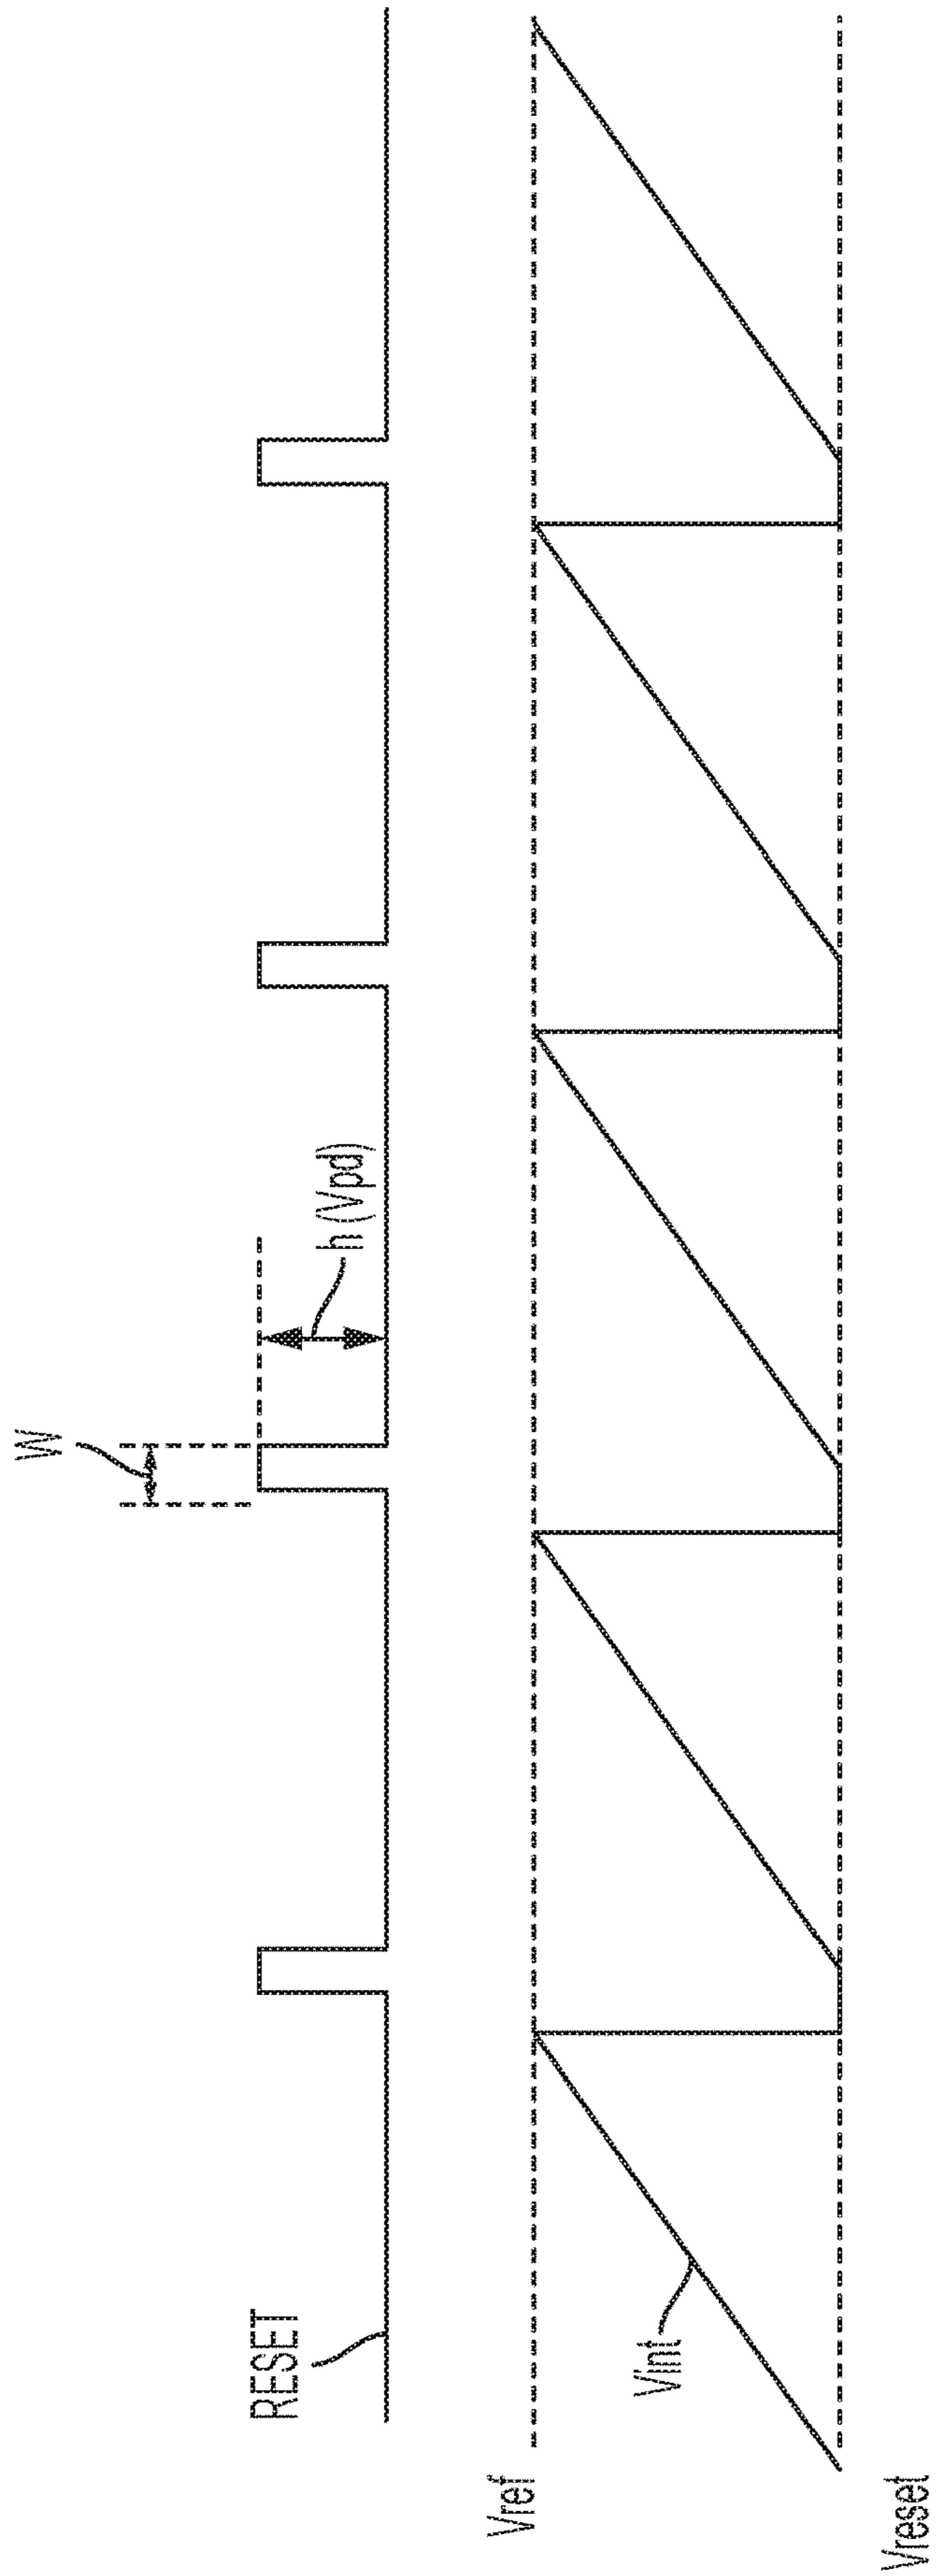 W
h (Vpd)
RESET
Vref
Vint
Vreset